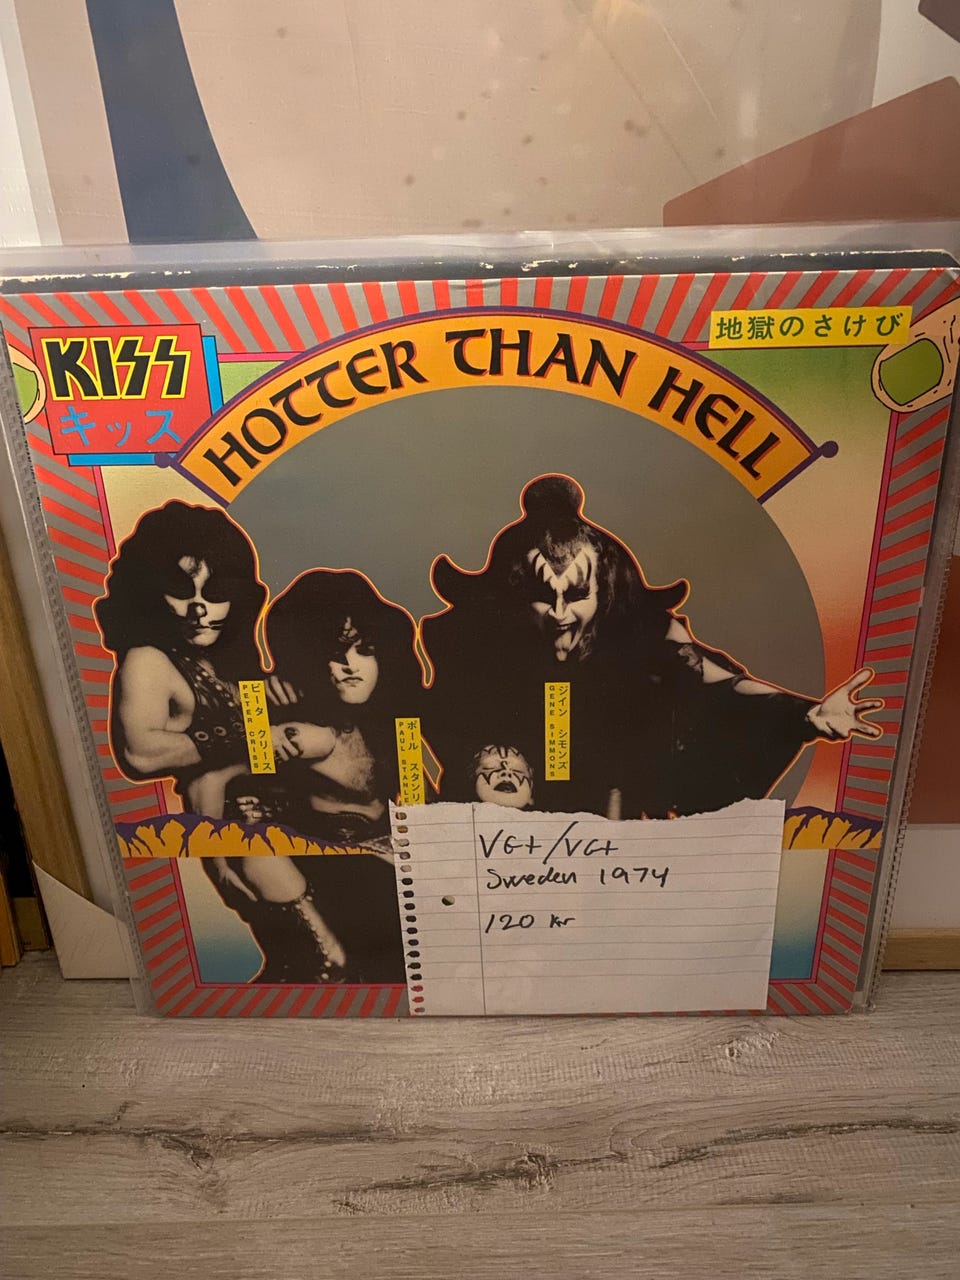 KISS
キッス
HOTTER THAN HELL
地獄のさけび
ピータ クリース
PETER CRISS
ポール スタンリ
PAUL STANLE
ジイン シモンズ
GENE SIMMONS
VG+/VG+
Sweden 1974
120 kr